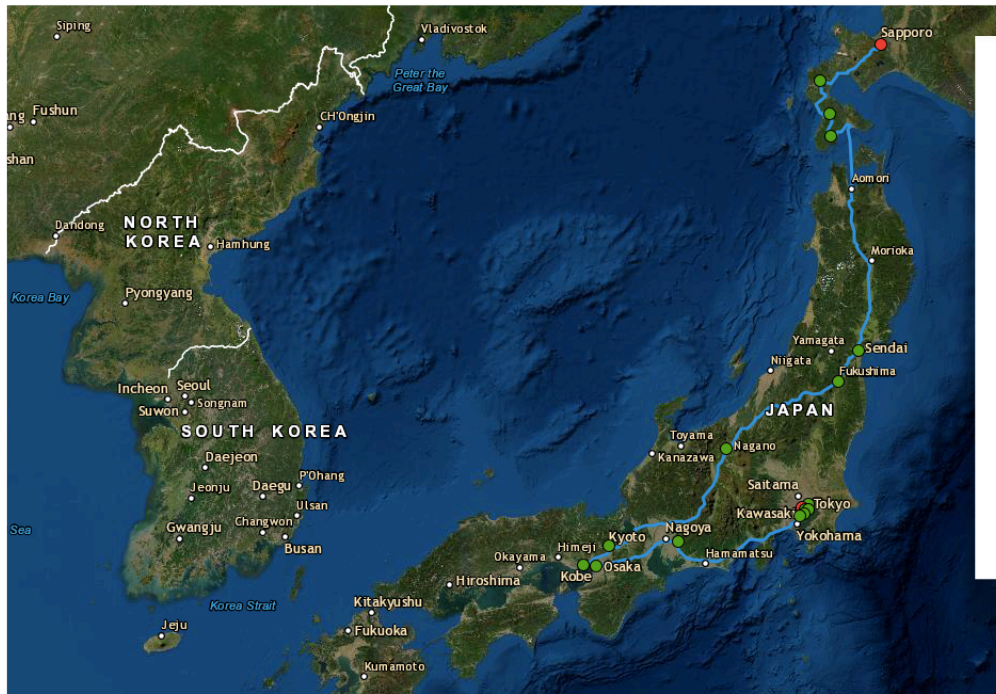 Siping
Vladivostok
Sapporo
Peter the
Great Bay
ang
Fushun
CH'Ongjin
shan
Aomori
Dandong
NORTH
KOREA
Hamhung
Morioka
Korea Bay
Pyongyang
Yamagata
Sendai
Niigata
Fukushima
Incheon
Seoul
Songnam
Suwon
JAPAN
SOUTH KOREA
Toyama
Nagano
Kanazawa
Daejeon
P'Ohang
Jeonju
Daegu
Saitama
Tokyo
Ulsan
Kawasak
Sea
Gwangju
Changwon
Yokohama
Busan
Kyoto
Nagoya
Himeji
Okayama
Hamamatsu
Kobe
Osaka
Hiroshima
Korea Strait
Kitakyushu
Jeju
Fukuoka
Kumamoto